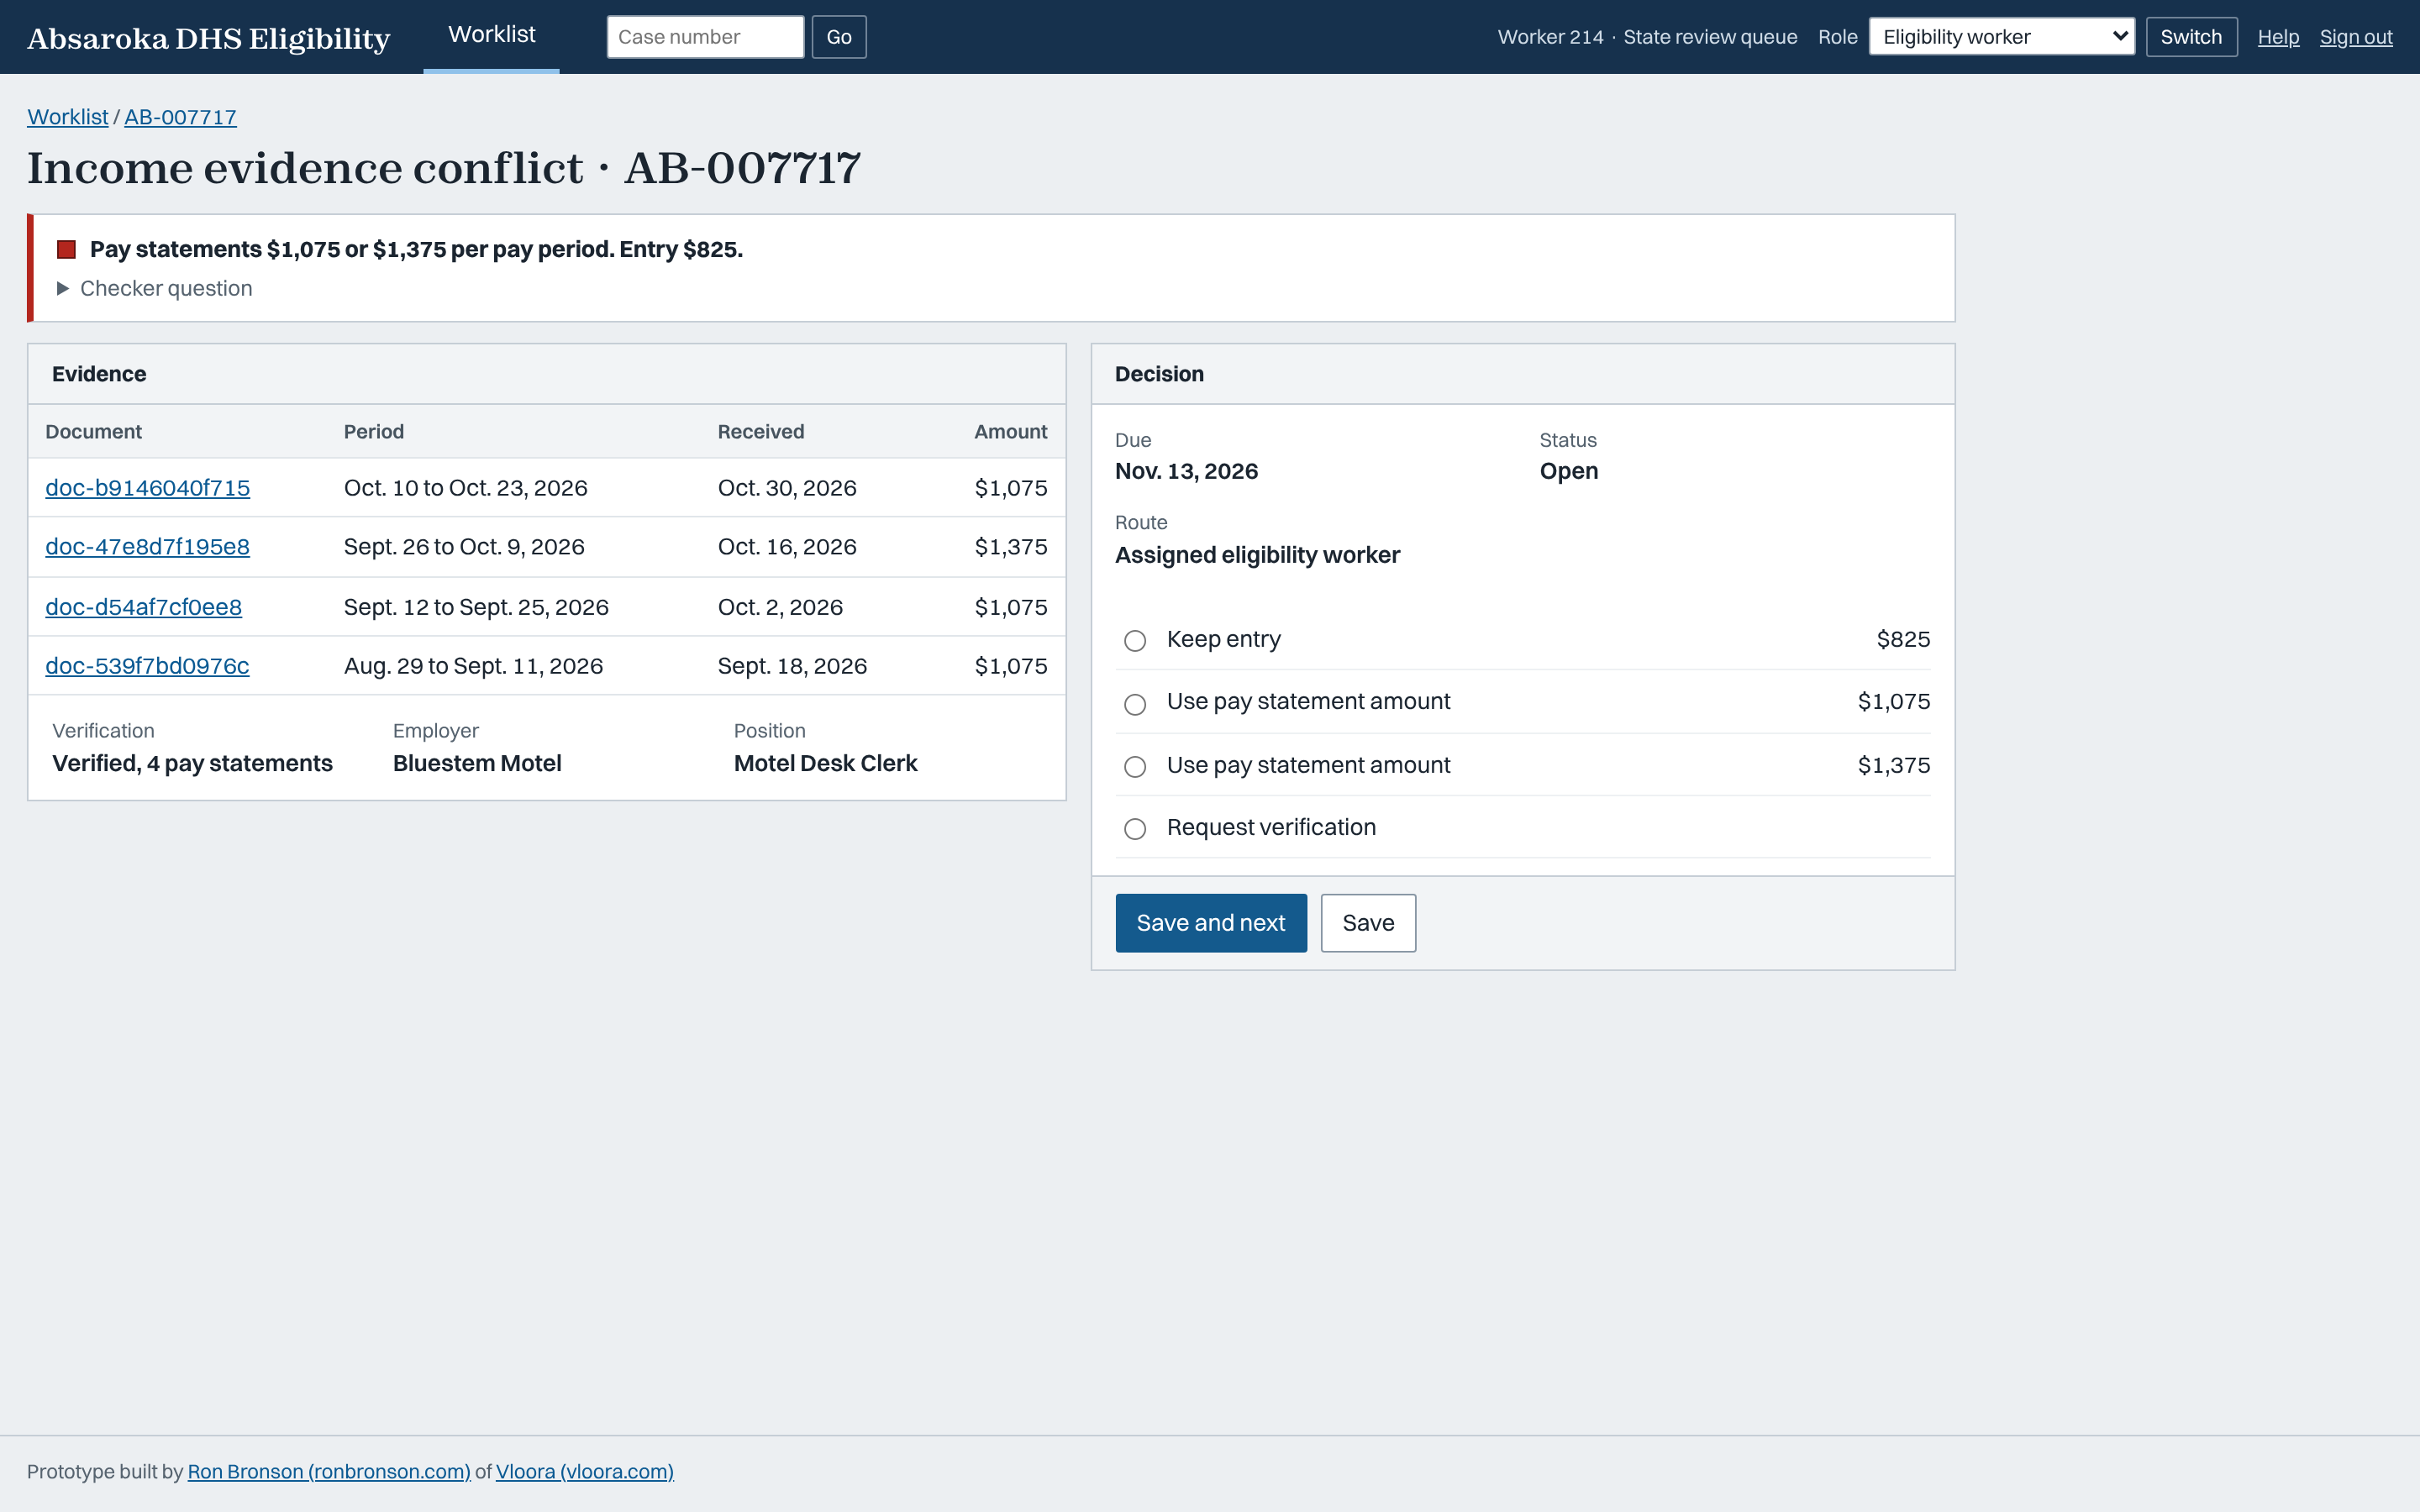 Absaroka DHS Eligibility Worklist Case number Go Worker 214 · State review queue Role Eligibility worker Switch Help Sign out
Worklist / AB-007717
Income evidence conflict · AB-007717
Pay statements $1,075 or $1,375 per pay period. Entry $825.
Checker question
Evidence
Document Period Received Amount
doc-b9146040f715 Oct. 10 to Oct. 23, 2026 Oct. 30, 2026 $1,075
doc-47e8d7f195e8 Sept. 26 to Oct. 9, 2026 Oct. 16, 2026 $1,375
doc-d54af7cf0ee8 Sept. 12 to Sept. 25, 2026 Oct. 2, 2026 $1,075
doc-539f7bd0976c Aug. 29 to Sept. 11, 2026 Sept. 18, 2026 $1,075
Verification Employer Position
Verified, 4 pay statements Bluestem Motel Motel Desk Clerk
Decision
Due Status
Nov. 13, 2026 Open
Route
Assigned eligibility worker
Keep entry $825
Use pay statement amount $1,075
Use pay statement amount $1,375
Request verification
Save and next Save
Prototype built by Ron Bronson (ronbronson.com) of Vloora (vloora.com)